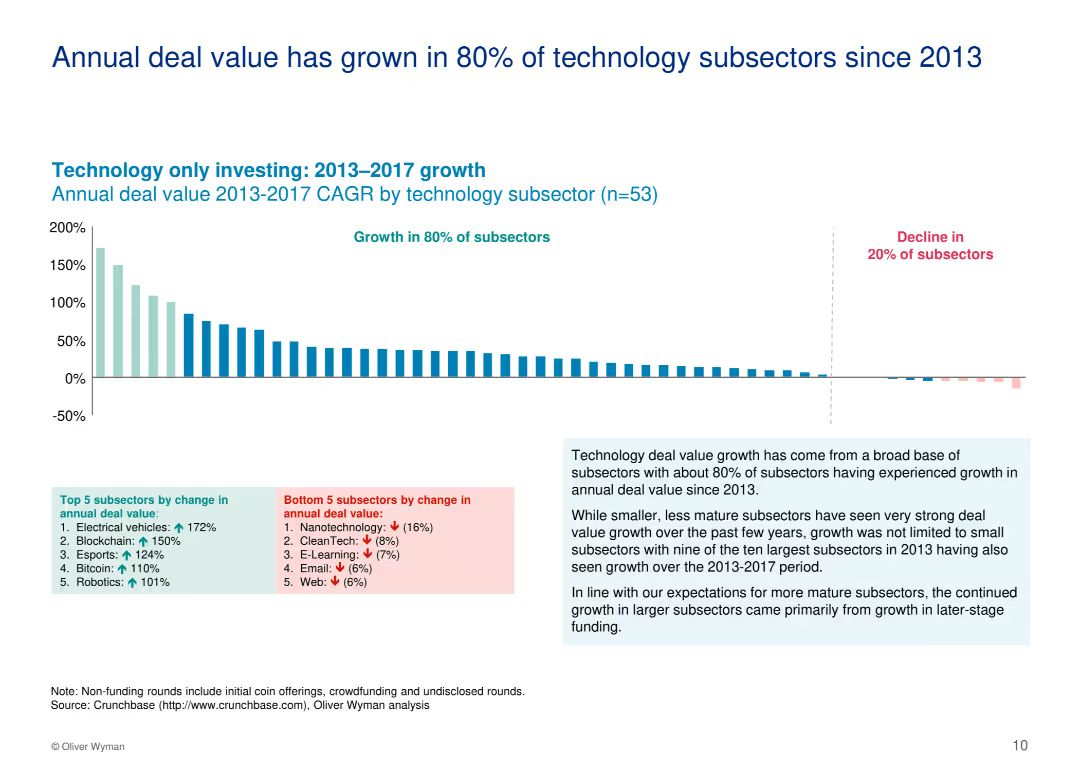 Annual deal value has grown in 80% of technology subsectors since 2013
Technology only investing: 2013–2017 growth
Annual deal value 2013-2017 CAGR by technology subsector (n=53)
200%
150%
100%
50%
0%
-50%
Growth in 80% of subsectors
Decline in
20% of subsectors
Top 5 subsectors by change in
annual deal value:
1. Electrical vehicles: 🡹 172%
2. Blockchain: 🡹 150%
3. Esports: 🡹 124%
4. Bitcoin: 🡹 110%
5. Robotics: 🡹 101%
Bottom 5 subsectors by change in
annual deal value:
1. Nanotechnology: 🡻 (16%)
2. CleanTech: 🡻 (8%)
3. E-Learning: 🡻 (7%)
4. Email: 🡻 (6%)
5. Web: 🡻 (6%)
Technology deal value growth has come from a broad base of
subsectors with about 80% of subsectors having experienced growth in
annual deal value since 2013.
While smaller, less mature subsectors have seen very strong deal
value growth over the past few years, growth was not limited to small
subsectors with nine of the ten largest subsectors in 2013 having also
seen growth over the 2013-2017 period.
In line with our expectations for more mature subsectors, the continued
growth in larger subsectors came primarily from growth in later-stage
funding.
Note: Non-funding rounds include initial coin offerings, crowdfunding and undisclosed rounds.
Source: Crunchbase (http://www.crunchbase.com), Oliver Wyman analysis
© Oliver Wyman
10